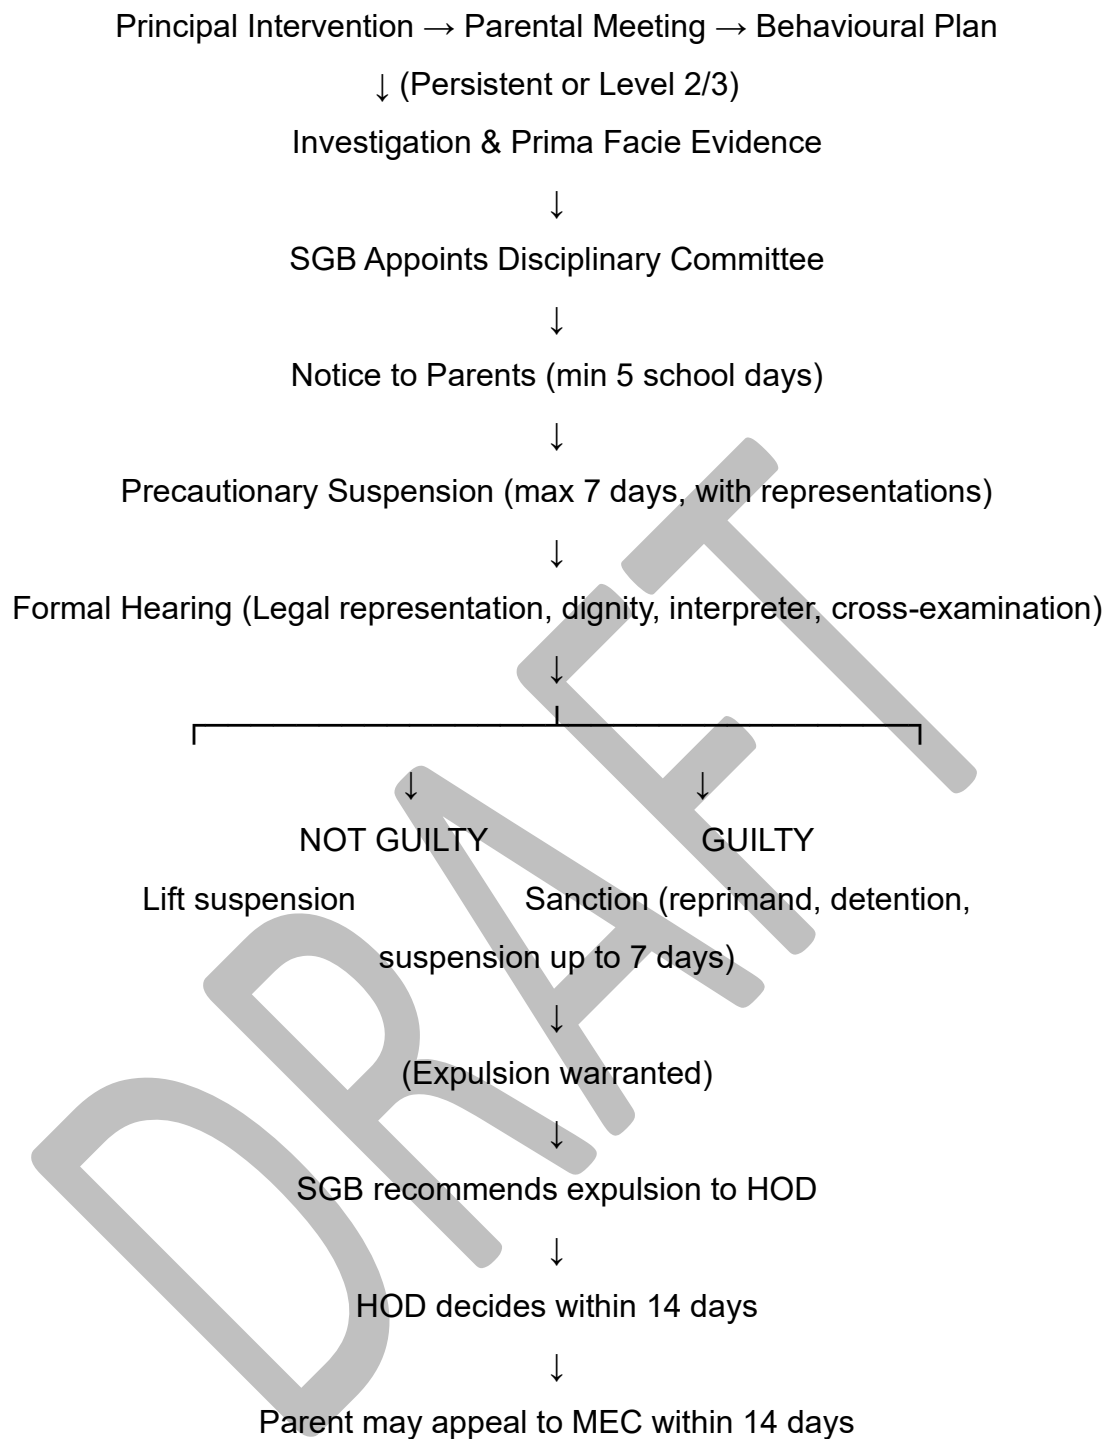 Principal Intervention → Parental Meeting → Behavioural Plan
↓ (Persistent or Level 2/3)
Investigation & Prima Facie Evidence
↓
SGB Appoints Disciplinary Committee
↓
Notice to Parents (min 5 school days)
↓
Precautionary Suspension (max 7 days, with representations)
↓
Formal Hearing (Legal representation, dignity, interpreter, cross-examination)
↓
↓ ↓
NOT GUILTY GUILTY
Lift suspension Sanction (reprimand, detention,
suspension up to 7 days)
↓
(Expulsion warranted)
↓
SGB recommends expulsion to HOD
↓
HOD decides within 14 days
↓
Parent may appeal to MEC within 14 days
DRAFT